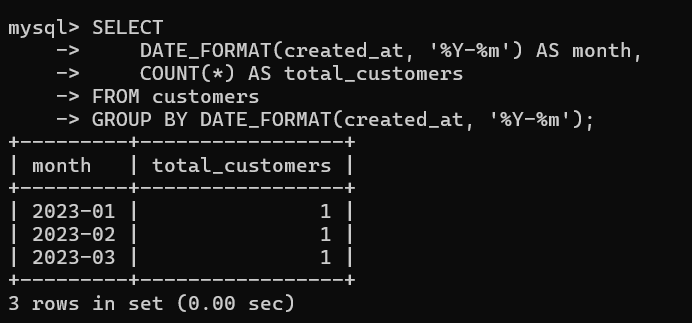 mysql> SELECT
    ->     DATE_FORMAT(created_at, '%Y-%m') AS month,
    ->     COUNT(*) AS total_customers
    -> FROM customers
    -> GROUP BY DATE_FORMAT(created_at, '%Y-%m');
+---------+-----------------+
| month   | total_customers |
+---------+-----------------+
| 2023-01 |               1 |
| 2023-02 |               1 |
| 2023-03 |               1 |
+---------+-----------------+
3 rows in set (0.00 sec)